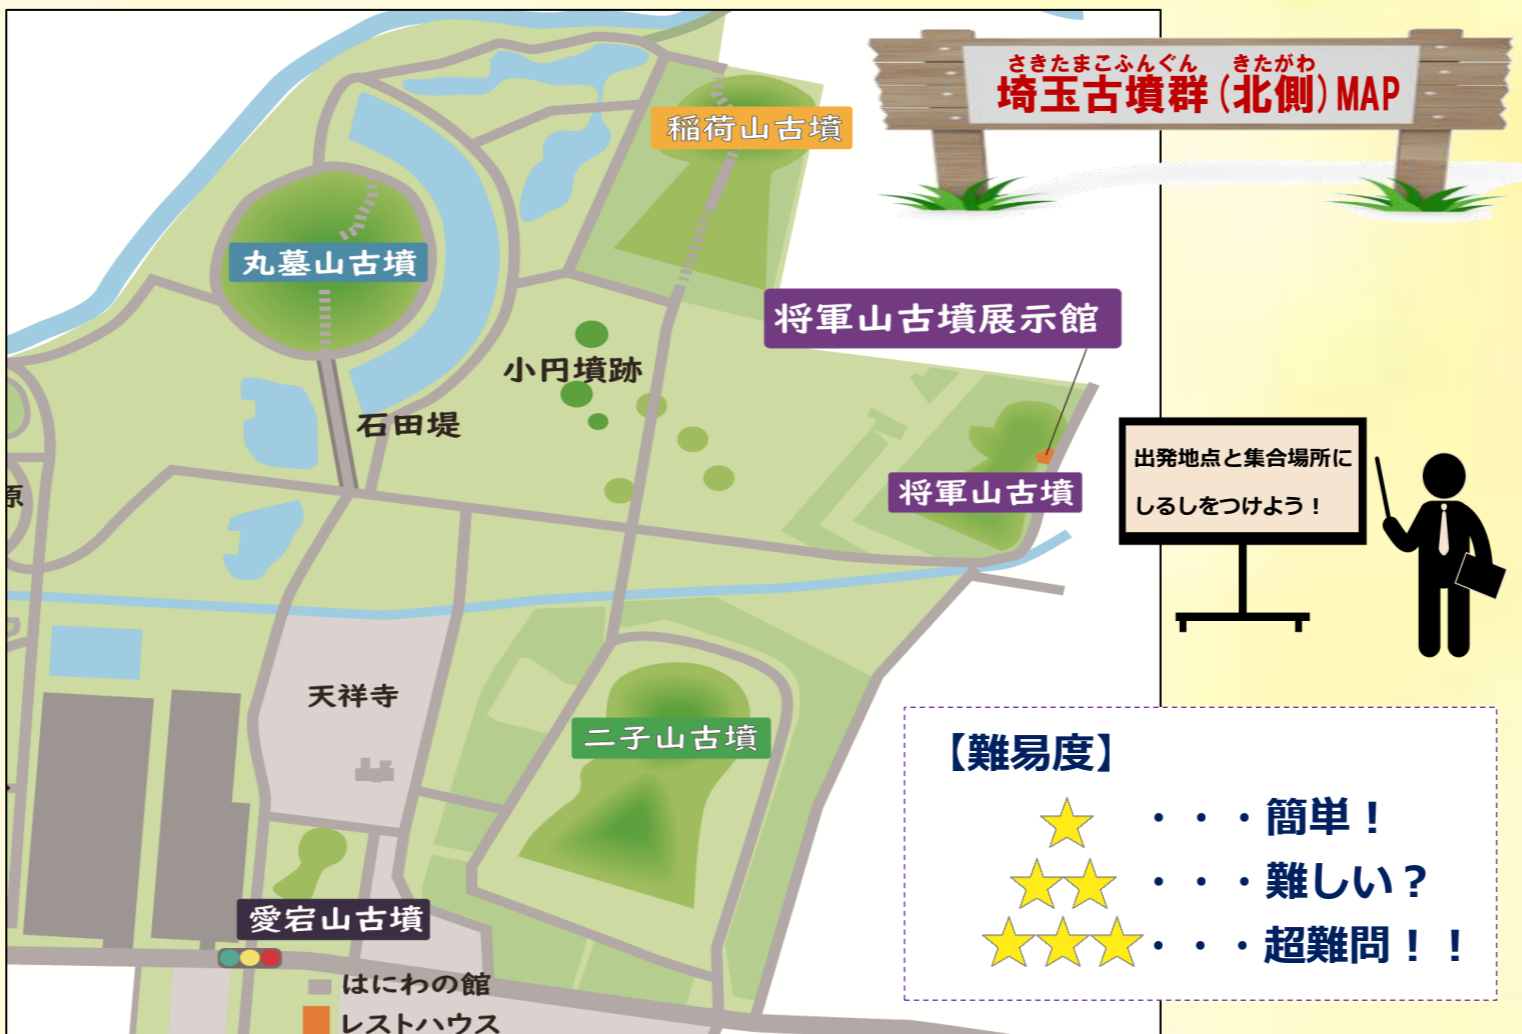 さきたまこふんぐん きたがわ
埼玉古墳群(北側)MAP
稲荷山古墳
丸墓山古墳
将軍山古墳展示館
小円墳跡
石田堤
将軍山古墳
原
出発地点と集合場所に
しるしをつけよう!
天祥寺
二子山古墳
愛宕山古墳
はにわの館
レストハウス
【難易度】
・・・簡単!
・・・難しい?
・・・超難問!!